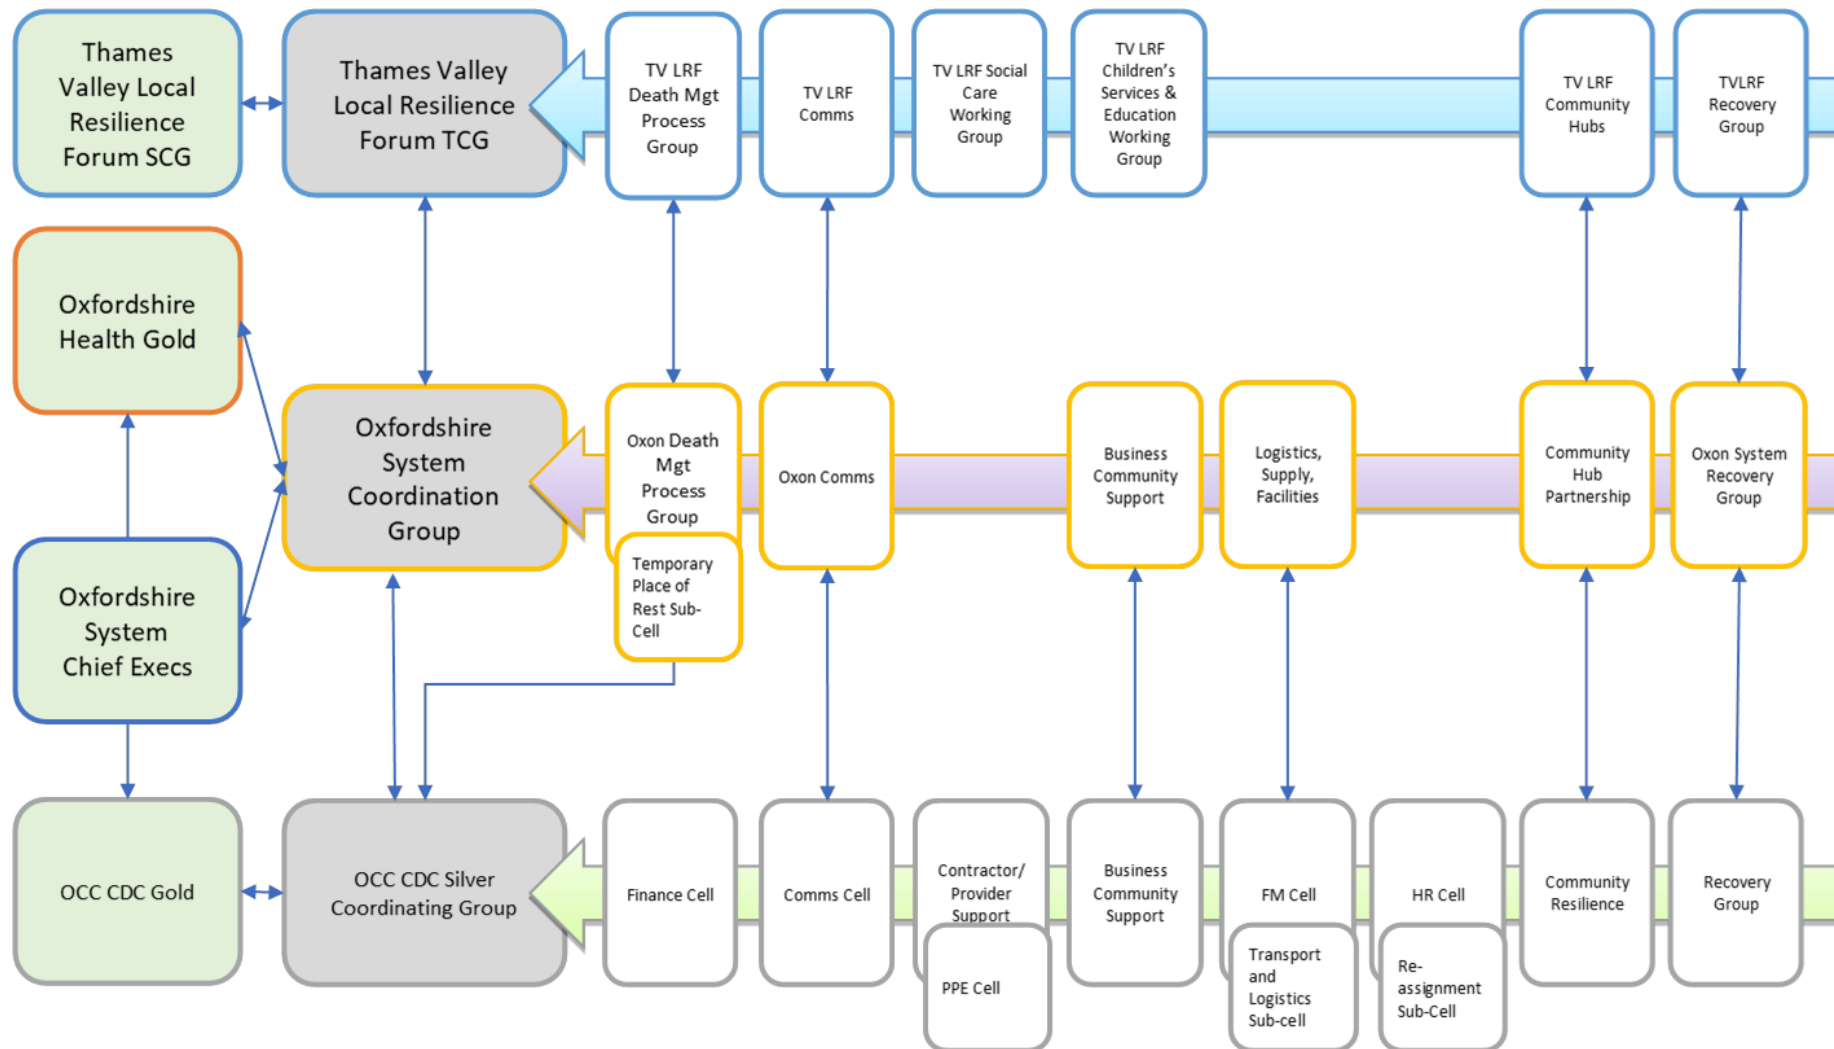 Thames
Valley Local
Resilience
Forum SCG
Thames Valley
Local Resilience
Forum TCG
TV LRF
Death Mgt
Process
Group
TV LRF
Comms
TV LRF Social
Care
Working
Group
TV LRF
Children's
Services &
Education
Working
Group
TV LRF
Community
Hubs
TVLRF
Recovery
Group
Oxfordshire
Health Gold
Oxfordshire
System
Coordination
Group
Oxon Death
Mgt
Process
Group
Temporary
Place of
Rest Sub-
Cell
Oxon Comms
Business
Community
Support
Logistics,
Supply,
Facilities
Community
Hub
Partnership
Oxon System
Recovery
Group
Oxfordshire
System
Chief Execs
OCC CDC Gold
OCC CDC Silver
Coordinating Group
Finance Cell
Comms Cell
Contractor/
Provider
Support
PPE Cell
Business
Community
Support
FM Cell
Transport
and
Logistics
Sub-cell
HR Cell
Re-
assignment
Sub-Cell
Community
Resilience
Recovery
Group